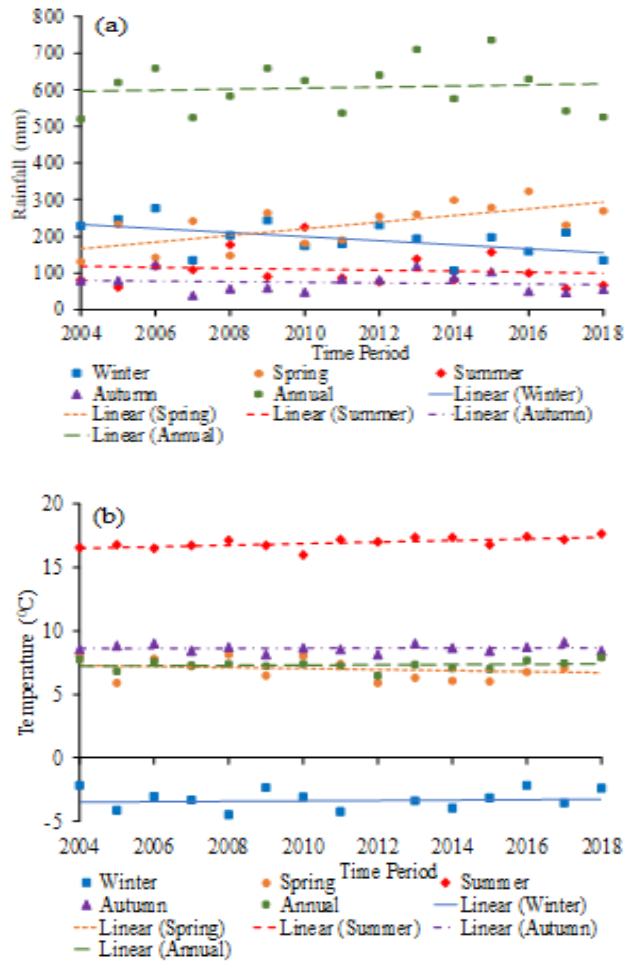 (a)
800
700
600
500
400
300
200
100
0
Rainfall (mm)
2004 2006 2008 2010 2012 2014 2016 2018
Time Period
Winter Spring Summer
Autumn Annual Linear (Winter)
Linear (Spring) Linear (Summer) Linear (Autumn)
Linear (Annual)
(b)
20
15
10
5
0
-5
Temperature (⁰C)
2004 2006 2008 2010 2012 2014 2016 2018
Time Period
Winter Spring Summer
Autumn Annual Linear (Winter)
Linear (Spring) Linear (Summer) Linear (Autumn)
Linear (Annual)